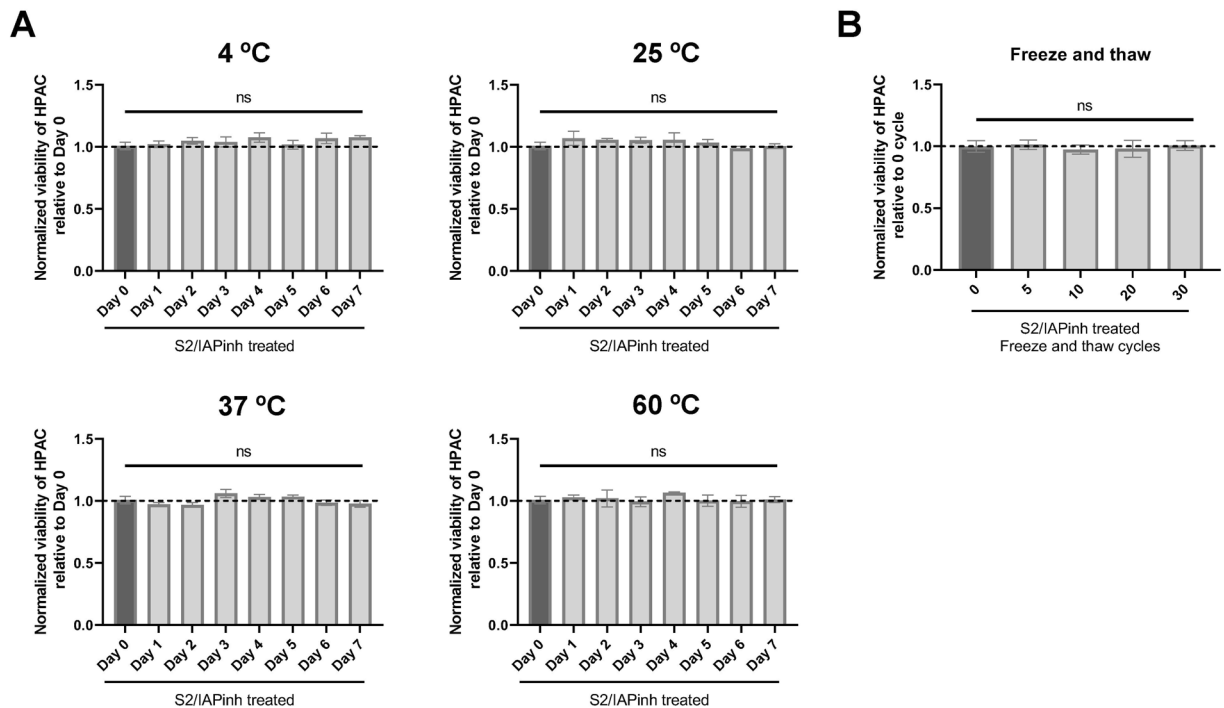 A
4 ºC
Normalized viability of HPAC
relative to Day 0
1.5
1.0
0.5
0.0
ns
Day 0
Day 1
Day 2
Day 3
Day 4
Day 5
Day 6
Day 7
S2/IAPinh treated
25 ºC
Normalized viability of HPAC
relative to Day 0
1.5
1.0
0.5
0.0
ns
Day 0
Day 1
Day 2
Day 3
Day 4
Day 5
Day 6
Day 7
S2/IAPinh treated
B
Freeze and thaw
Normalized viability of HPAC
relative to 0 cycle
1.5
1.0
0.5
0.0
ns
0
5
10
20
30
S2/IAPinh treated
Freeze and thaw cycles
37 ºC
Normalized viability of HPAC
relative to Day 0
1.5
1.0
0.5
0.0
ns
Day 0
Day 1
Day 2
Day 3
Day 4
Day 5
Day 6
Day 7
S2/IAPinh treated
60 ºC
Normalized viability of HPAC
relative to Day 0
1.5
1.0
0.5
0.0
ns
Day 0
Day 1
Day 2
Day 3
Day 4
Day 5
Day 6
Day 7
S2/IAPinh treated